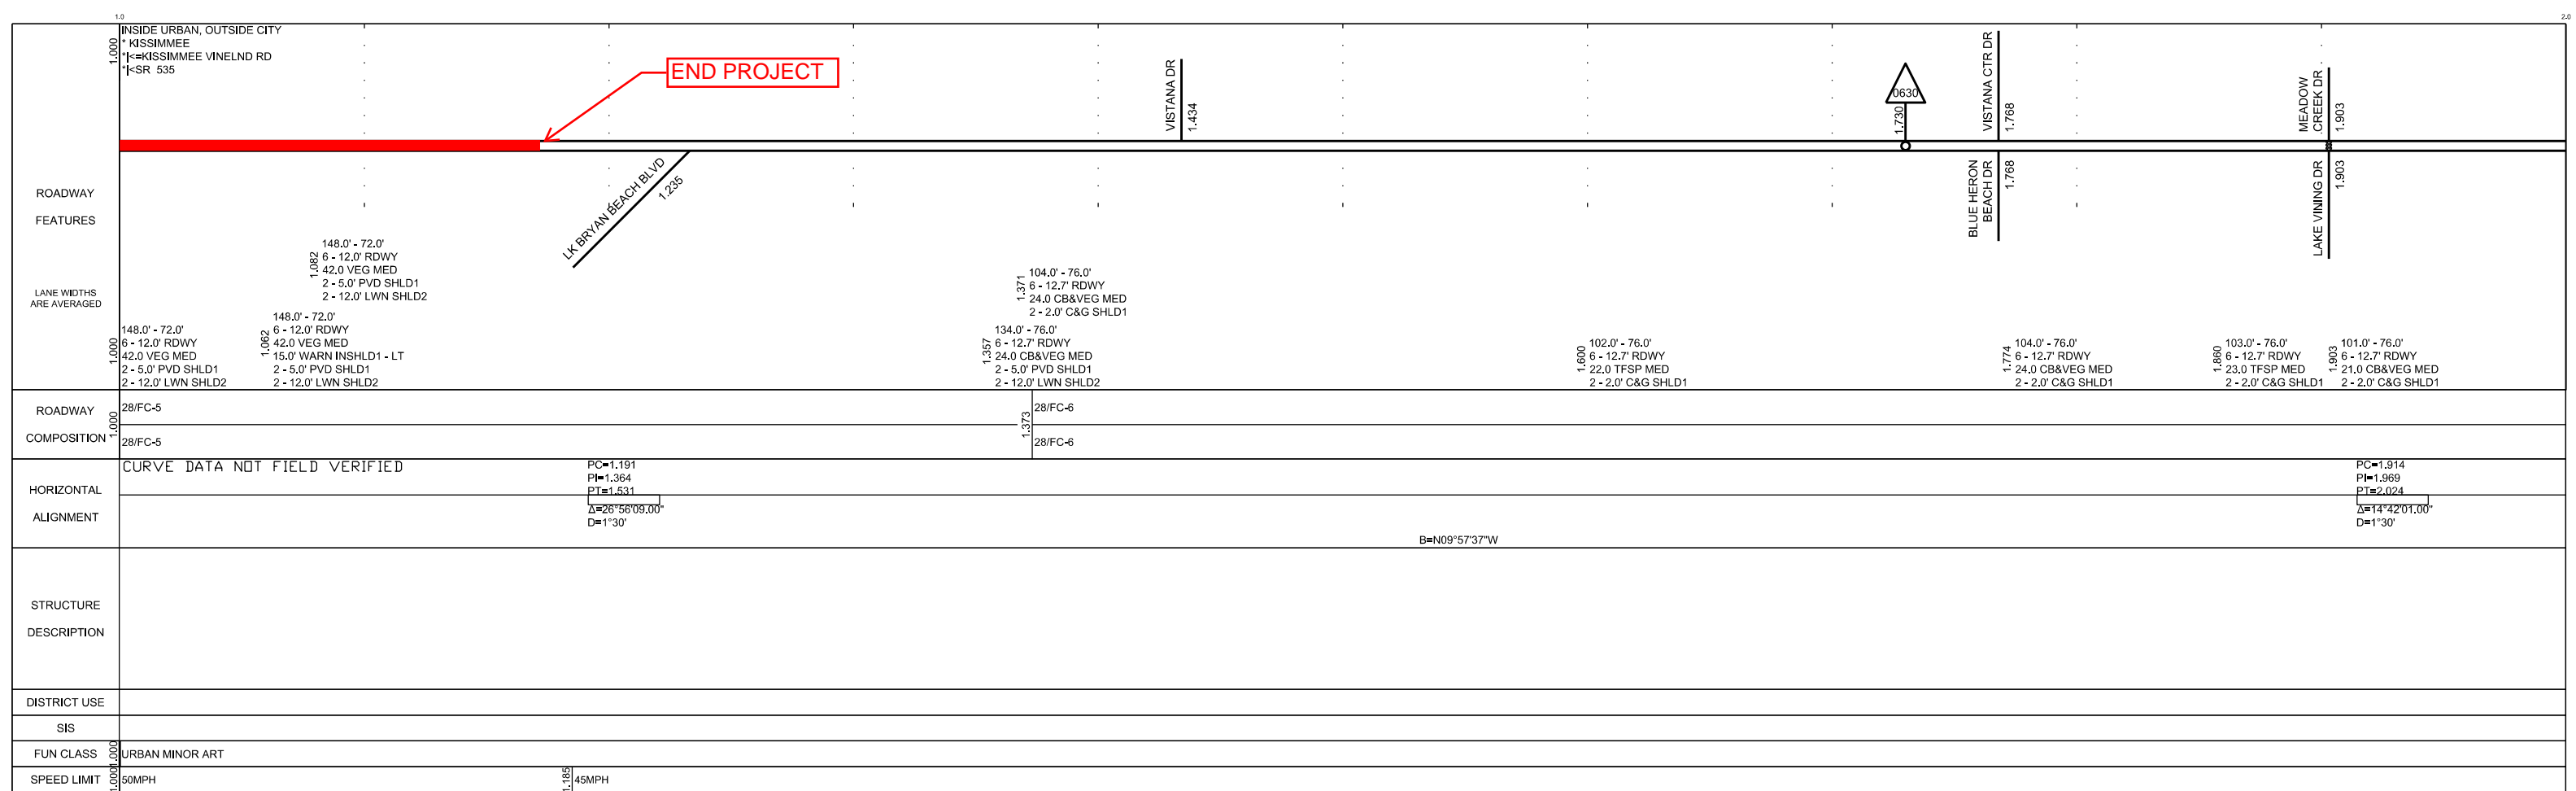 1.0
2.0
1.000
INSIDE URBAN, OUTSIDE CITY
* KISSIMMEE
*|<=KISSIMMEE VINELND RD
*|<SR 535
END PROJECT
VISTANA DR
1.434
0630
1.730
VISTANA CTR DR
1.768
MEADOW
CREEK DR
1.903
ROADWAY
FEATURES
LK BRYAN BEACH BLVD
1.235
BLUE HERON
BEACH DR
1.768
LAKE VINING DR
1.903
LANE WIDTHS
ARE AVERAGED
1.000
148.0' - 72.0'
6 - 12.0' RDWY
42.0 VEG MED
2 - 5.0' PVD SHLD1
2 - 12.0' LWN SHLD2
1.062
148.0' - 72.0'
6 - 12.0' RDWY
42.0 VEG MED
15.0' WARN INSHLD1 - LT
2 - 5.0' PVD SHLD1
2 - 12.0' LWN SHLD2
1.082
148.0' - 72.0'
6 - 12.0' RDWY
42.0 VEG MED
2 - 5.0' PVD SHLD1
2 - 12.0' LWN SHLD2
1.357
134.0' - 76.0'
6 - 12.7' RDWY
24.0 CB&VEG MED
2 - 5.0' PVD SHLD1
2 - 12.0' LWN SHLD2
1.371
104.0' - 76.0'
6 - 12.7' RDWY
24.0 CB&VEG MED
2 - 2.0' C&G SHLD1
1.600
102.0' - 76.0'
6 - 12.7' RDWY
22.0 TFSP MED
2 - 2.0' C&G SHLD1
1.774
104.0' - 76.0'
6 - 12.7' RDWY
24.0 CB&VEG MED
2 - 2.0' C&G SHLD1
1.860
103.0' - 76.0'
6 - 12.7' RDWY
23.0 TFSP MED
2 - 2.0' C&G SHLD1
1.903
101.0' - 76.0'
6 - 12.7' RDWY
21.0 CB&VEG MED
2 - 2.0' C&G SHLD1
ROADWAY
COMPOSITION
1.000
28/FC-5
28/FC-5
1.373
28/FC-6
28/FC-6
HORIZONTAL
ALIGNMENT
CURVE DATA NOT FIELD VERIFIED
PC=1.191
PI=1.364
PT=1.531
Δ=26°56'09.00"
D=1°30'
B=N09°57'37"W
PC=1.914
PI=1.969
PT=2.024
Δ=14°42'01.00"
D=1°30'
STRUCTURE
DESCRIPTION
DISTRICT USE
SIS
FUN CLASS
1.000
URBAN MINOR ART
SPEED LIMIT
1.000
50MPH
1.185
45MPH